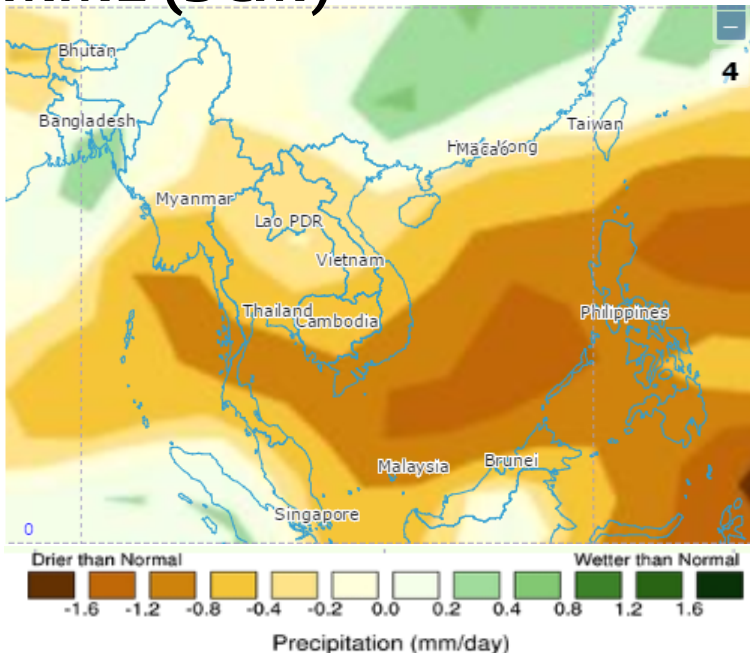 –
4
Bhutan
Bangladesh
Taiwan
Macao
Myanmar
Lao PDR
Vietnam
Thailand
Cambodia
Philippines
Malaysia
Brunei
Singapore
0
Drier than Normal Wetter than Normal
-1.6 -1.2 -0.8 -0.4 -0.2 0.0 0.2 0.4 0.8 1.2 1.6
Precipitation (mm/day)